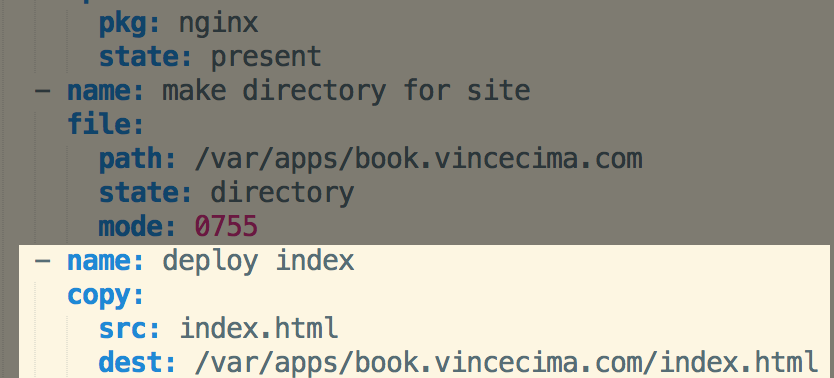 pkg: nginx
state: present
- name: make directory for site
file:
path: /var/apps/book.vincecima.com
state: directory
mode: 0755
- name: deploy index
copy:
src: index.html
dest: /var/apps/book.vincecima.com/index.html